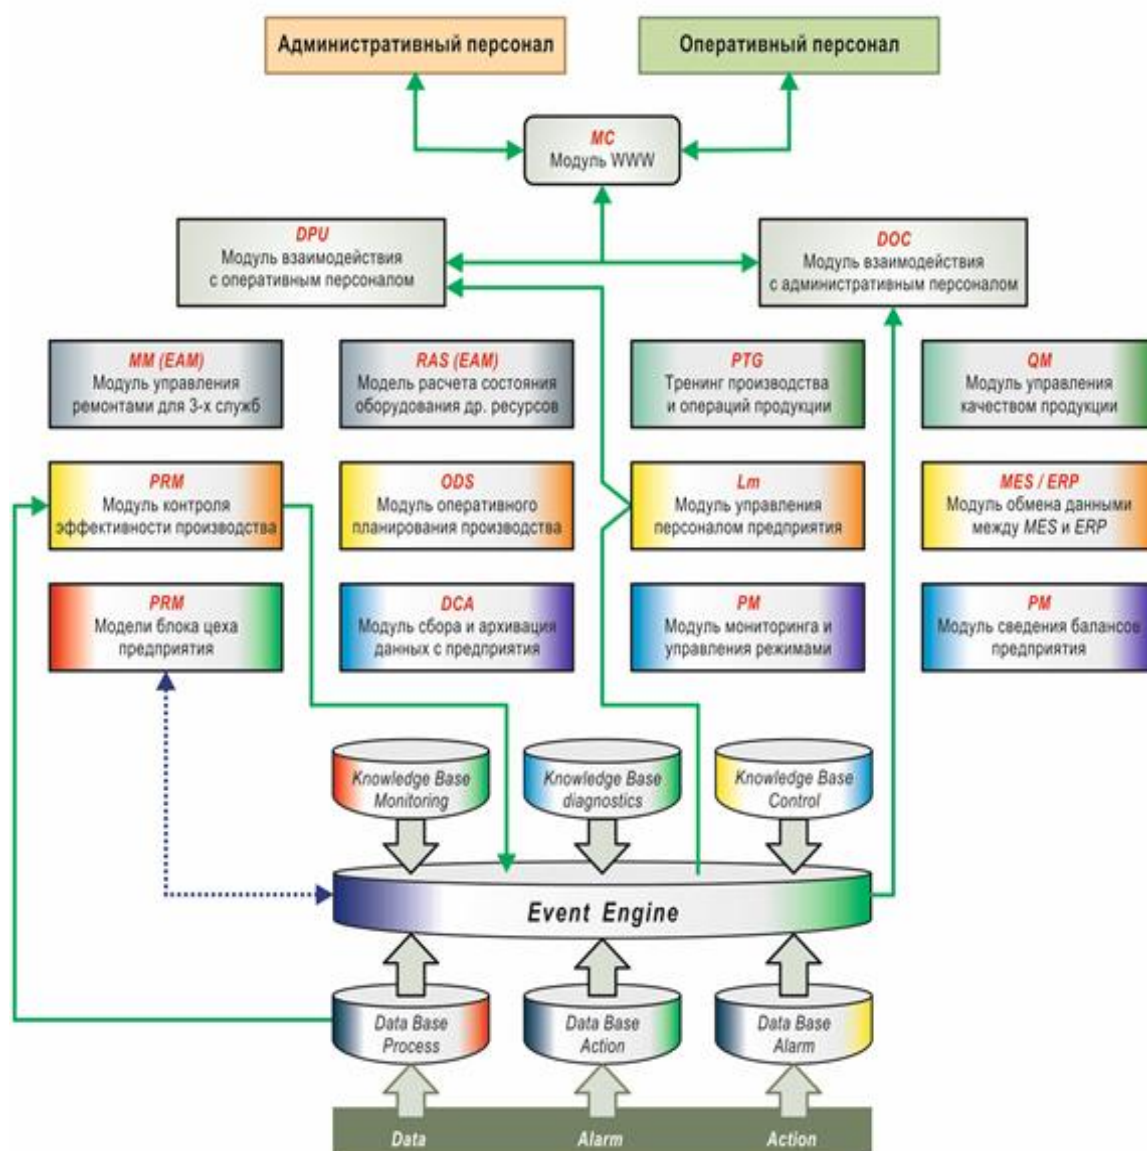 Административный персонал
Оперативный персонал
MC
Модуль WWW
DPU
Модуль взаимодействия
с оперативным персоналом
DOC
Модуль взаимодействия
с административным персоналом
MM (EAM)
Модуль управления
ремонтами для 3-х служб
RAS (EAM)
Модель расчета состояния
оборудования др. ресурсов
PTG
Тренинг производства
и операций продукции
QM
Модуль управления
качеством продукции
PRM
Модуль контроля
эффективности производства
ODS
Модуль оперативного
планирования производства
Lm
Модуль управления
персоналом предприятия
MES / ERP
Модуль обмена данными
между MES и ERP
PRM
Модели блока цеха
предприятия
DCA
Модуль сбора и архивация
данных с предприятия
PM
Модуль мониторинга и
управления режимами
PM
Модуль сведения балансов
предприятия
Knowledge Base
Monitoring
Knowledge Base
diagnostics
Knowledge Base
Control
Event Engine
Data Base
Process
Data Base
Action
Data Base
Alarm
Data
Alarm
Action